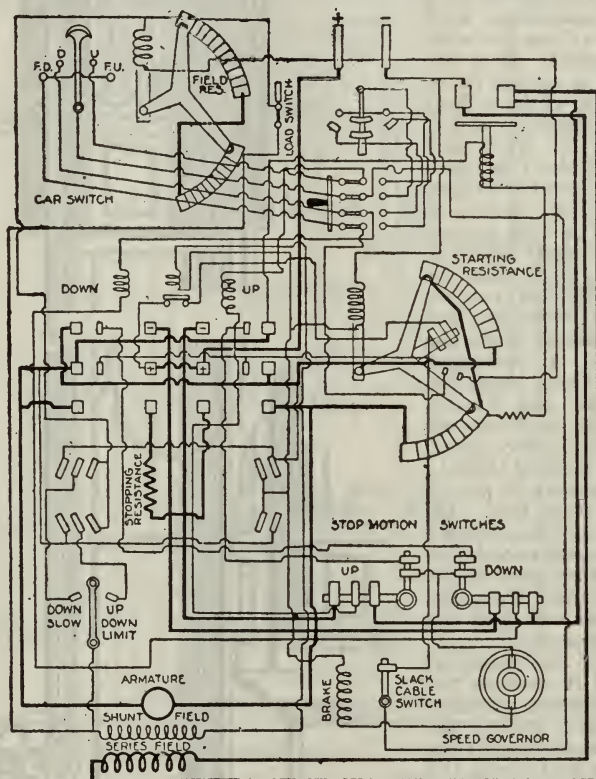 + −
F.D. D U F.U.
FIELD
RES.
LOAD SWITCH
CAR SWITCH
STARTING
RESISTANCE
DOWN
UP
− −
+ +
STOPPING
RESISTANCE
STOP MOTION SWITCHES
UP
DOWN
DOWN
SLOW
UP
DOWN
LIMIT
ARMATURE
SHUNT FIELD
SERIES FIELD
BRAKE
SLACK
CABLE
SWITCH
SPEED GOVERNOR